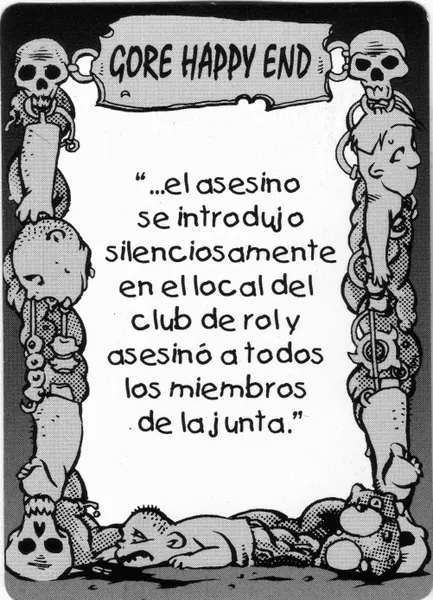 GORE HAPPY END
“...el asesino
se introdujo
silenciosamente
en el local del
club de rol y
asesinó a todos
los miembros
de la junta.”